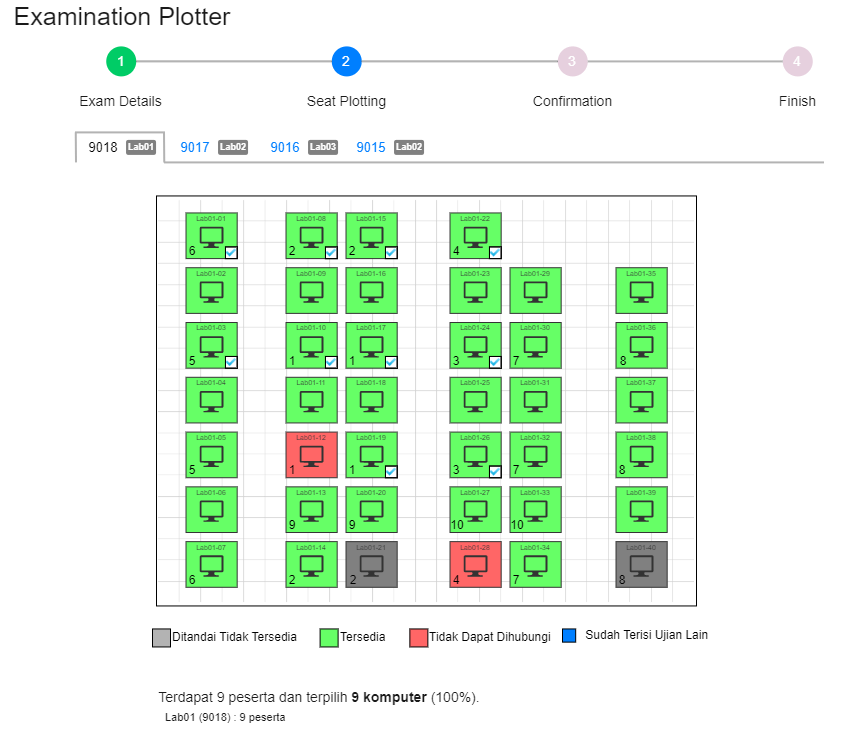 Examination Plotter
1 2 3 4
Exam Details Seat Plotting Confirmation Finish
9018 Lab01 9017 Lab02 9016 Lab03 9015 Lab02
Lab01-01 Lab01-08 Lab01-15 Lab01-22
6 2 2 4
Lab01-02 Lab01-09 Lab01-16 Lab01-23 Lab01-29 Lab01-35
Lab01-03 Lab01-10 Lab01-17 Lab01-24 Lab01-30 Lab01-36
5 1 1 3 7 8
Lab01-04 Lab01-11 Lab01-18 Lab01-25 Lab01-31 Lab01-37
Lab01-05 Lab01-12 Lab01-19 Lab01-26 Lab01-32 Lab01-38
5 1 1 3 7 8
Lab01-06 Lab01-13 Lab01-20 Lab01-27 Lab01-33 Lab01-39
9 9 10 10
Lab01-07 Lab01-14 Lab01-21 Lab01-28 Lab01-34 Lab01-40
6 2 2 4 7 8
Ditandai Tidak Tersedia Tersedia Tidak Dapat Dihubungi Sudah Terisi Ujian Lain
Terdapat 9 peserta dan terpilih 9 komputer (100%).
Lab01 (9018) : 9 peserta